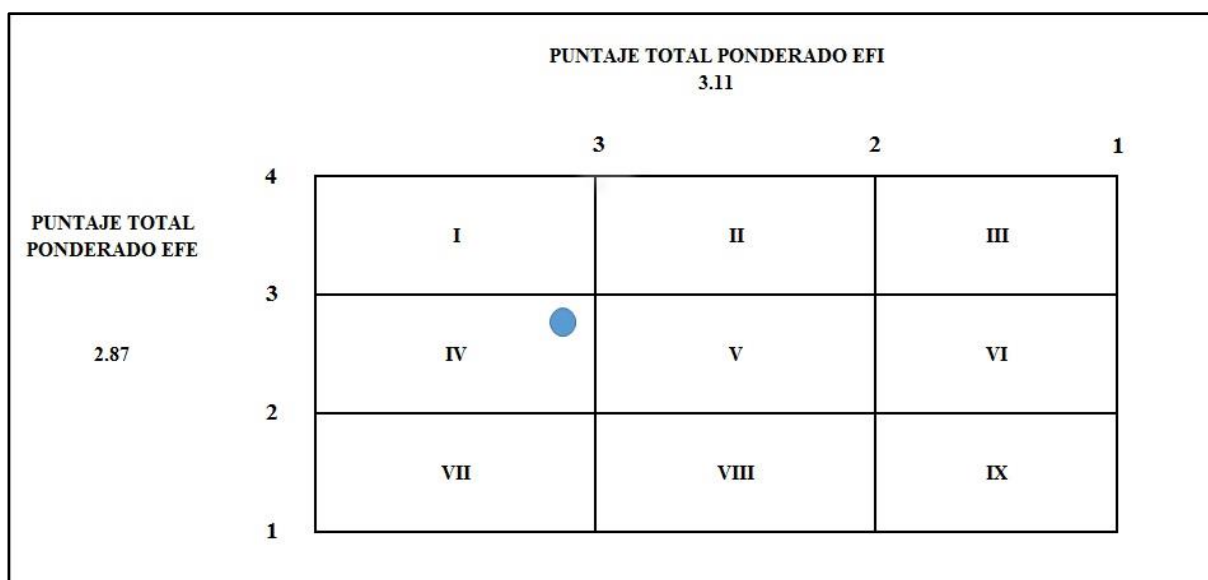 PUNTAJE TOTAL PONDERADO EFI
3.11
3 2 1
4
PUNTAJE TOTAL
PONDERADO EFE
I II III
3
2.87
IV V VI
2
VII VIII IX
1